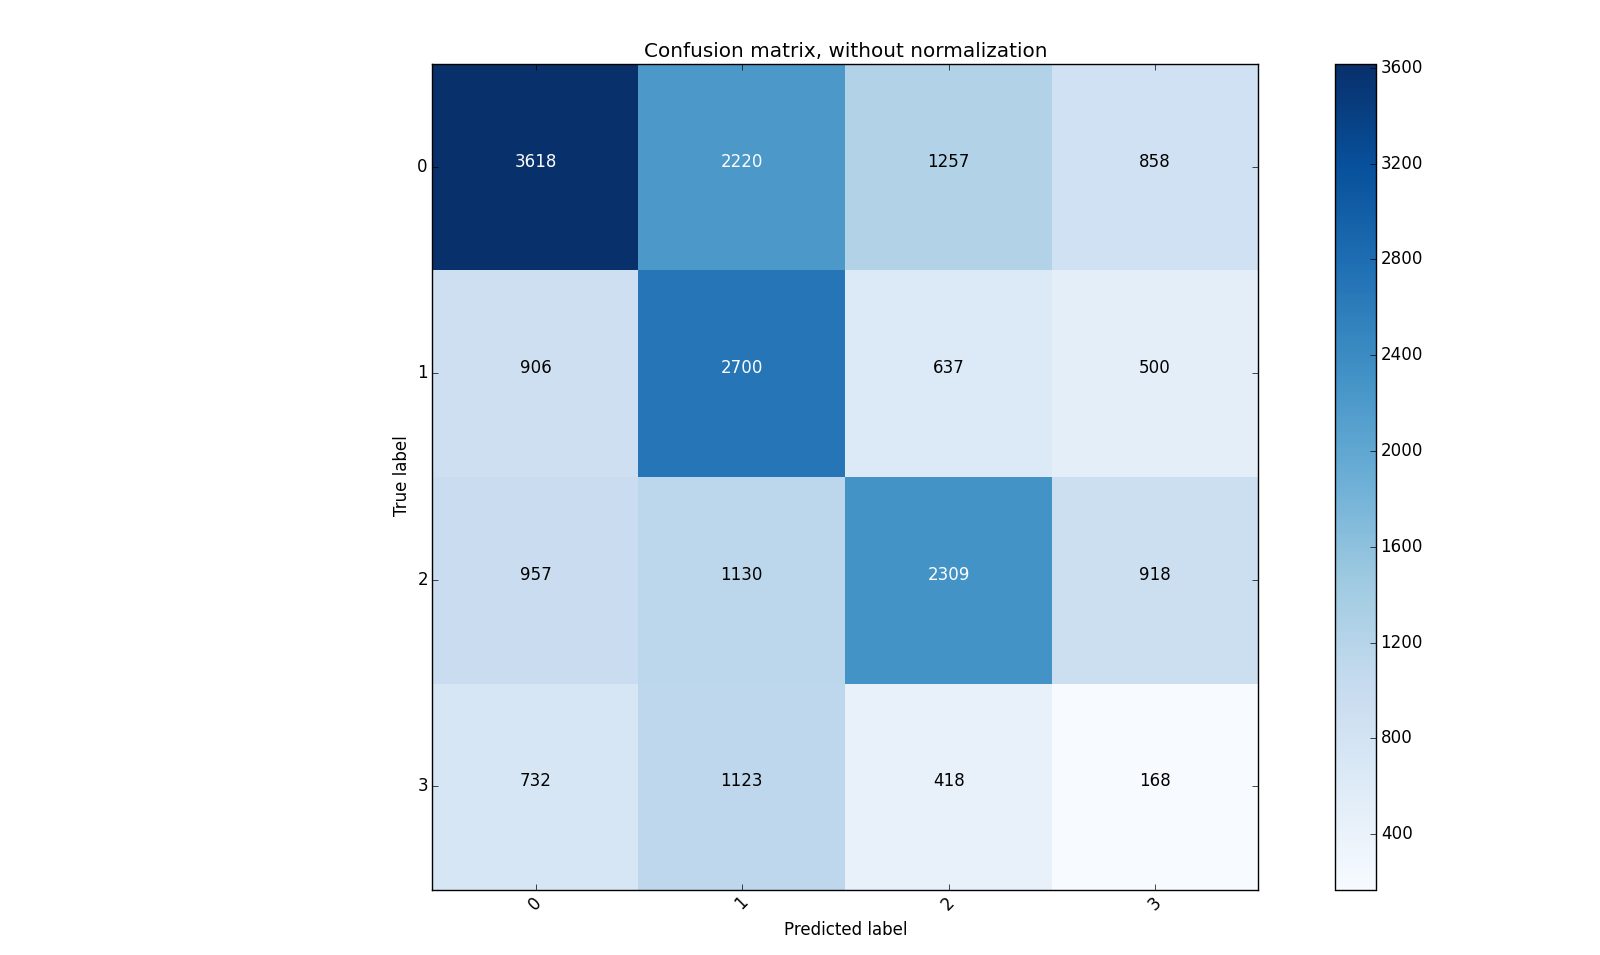 Confusion matrix, without normalization
0 3618 2220 1257 858
1 906 2700 637 500
2 957 1130 2309 918
3 732 1123 418 168
0 1 2 3
True label
Predicted label
3600
3200
2800
2400
2000
1600
1200
800
400